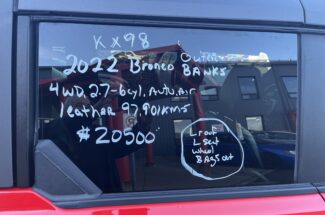 KX98
2022 Bronco Outer
BANKS
4WD, 2.7-6cyl, Auto, Air
leather 97,901kms
$20500
L roof
L Seat
wheel
BAgs out